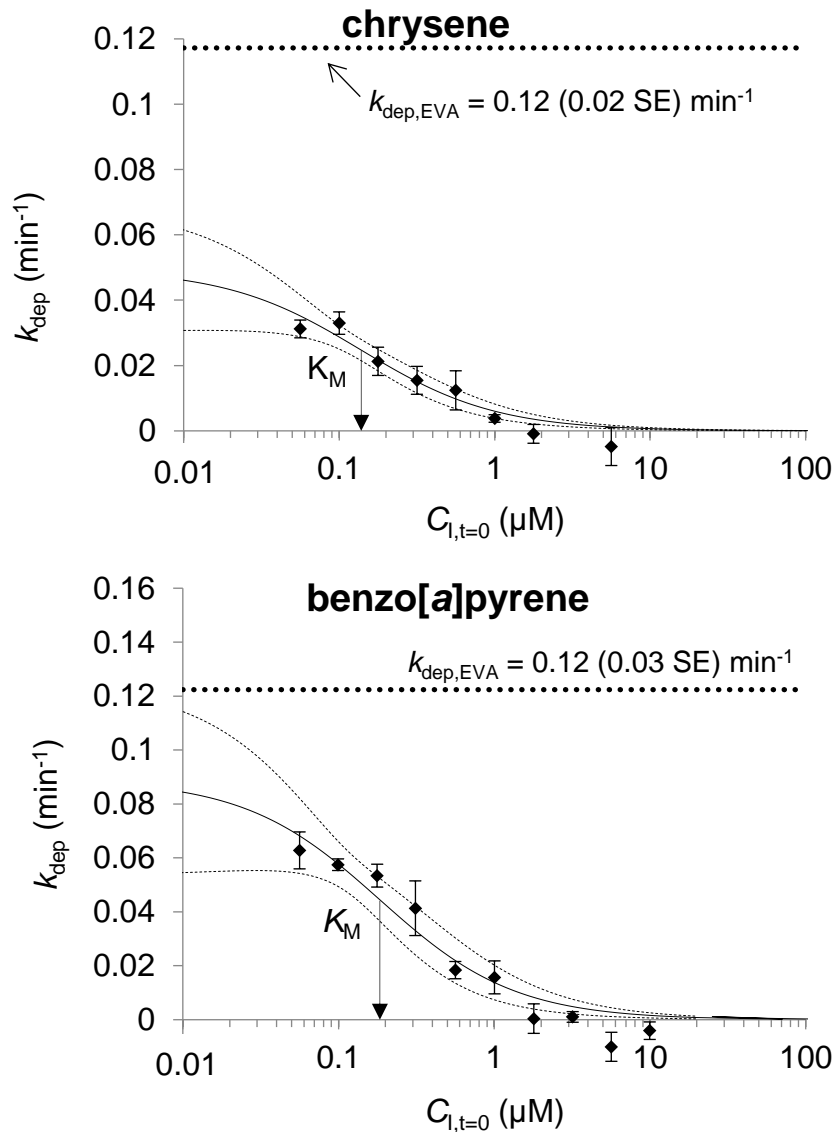 chrysene
0.12
0.1
0.08
0.06
0.04
0.02
0
k_dep,EVA = 0.12 (0.02 SE) min⁻¹
k_dep (min⁻¹)
K_M
0.01 0.1 1 10 100
C_I,t=0 (µM)
benzo[a]pyrene
0.16
0.14
0.12
0.1
0.08
0.06
0.04
0.02
0
k_dep,EVA = 0.12 (0.03 SE) min⁻¹
k_dep (min⁻¹)
K_M
0.01 0.1 1 10 100
C_I,t=0 (µM)